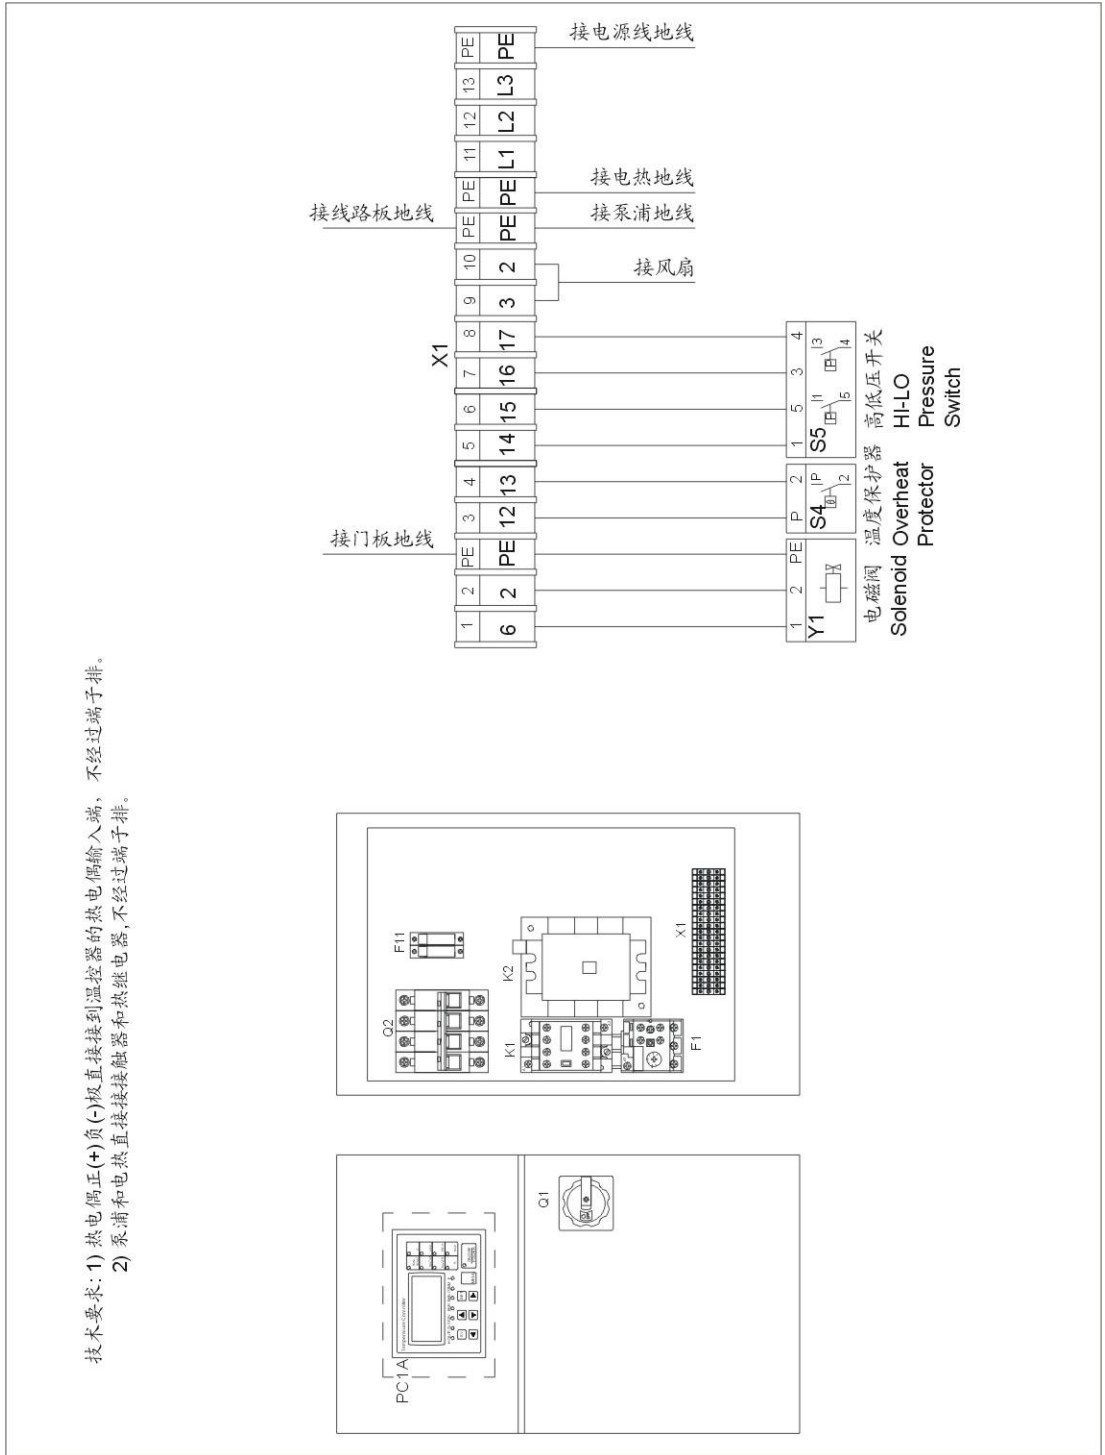 接电源线地线
接电热地线
接线路板地线
接泵浦地线
接风扇
接门板地线
X1
1 2 PE 3 4 5 6 7 8 9 10 PE PE 11 12 13 PE
6 2 PE 12 13 14 15 16 17 3 2 PE PE L1 L2 L3 PE
1 2 PE
Y1
电磁阀
Solenoid
P 2
S4 θ P 2
温度保护器
Overheat
Protector
1 5 3 4
S5 P 1 5 P 3 4
高低压开关
HI-LO
Pressure
Switch
技术要求: 1) 热电偶正(+)负(-)极直接接到温控器的热电偶输入端，不经过端子排。
2) 泵浦和电热直接接接触器和热继电器,不经过端子排。
Q2
F11
K1
K2
F1
X1
PC1A
Temperature Controller
Q1